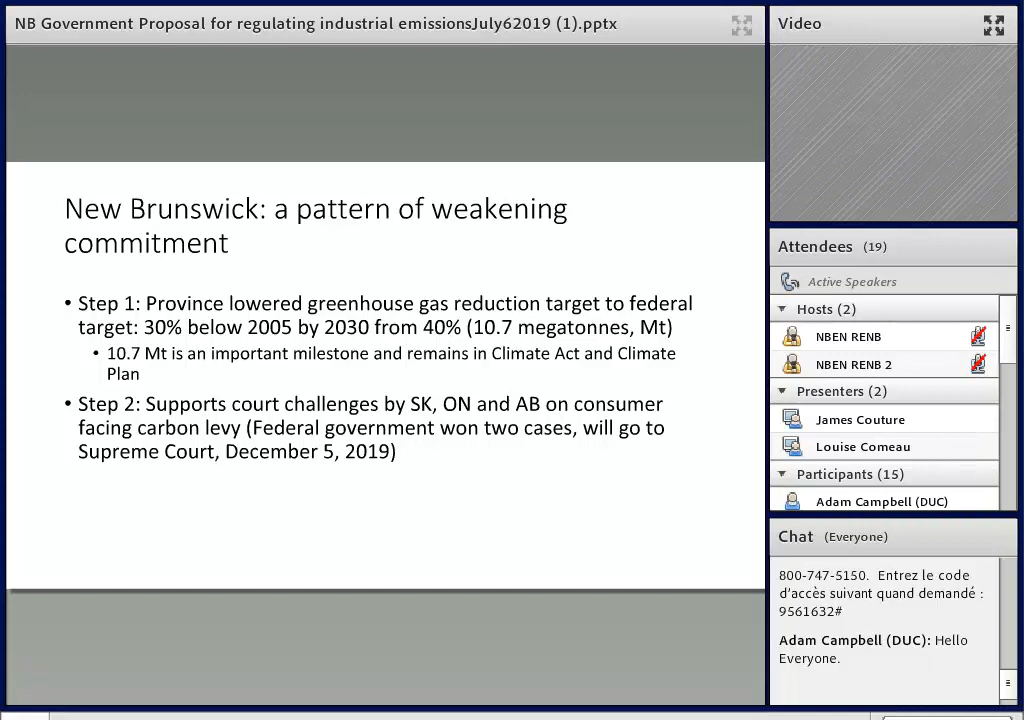 NB Government Proposal for regulating industrial emissionsJuly62019 (1).pptx
New Brunswick: a pattern of weakening
commitment
• Step 1: Province lowered greenhouse gas reduction target to federal
target: 30% below 2005 by 2030 from 40% (10.7 megatonnes, Mt)
• 10.7 Mt is an important milestone and remains in Climate Act and Climate
Plan
• Step 2: Supports court challenges by SK, ON and AB on consumer
facing carbon levy (Federal government won two cases, will go to
Supreme Court, December 5, 2019)
Video
Attendees (19)
Active Speakers
Hosts (2)
NBEN RENB
NBEN RENB 2
Presenters (2)
James Couture
Louise Comeau
Participants (15)
Adam Campbell (DUC)
Chat (Everyone)
800-747-5150. Entrez le code
d'accès suivant quand demandé :
9561632#
Adam Campbell (DUC): Hello
Everyone.